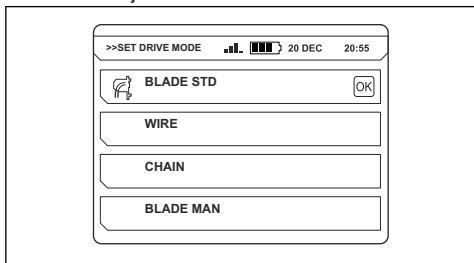 >>SET DRIVE MODE 20 DEC 20:55
BLADE STD OK
WIRE
CHAIN
BLADE MAN